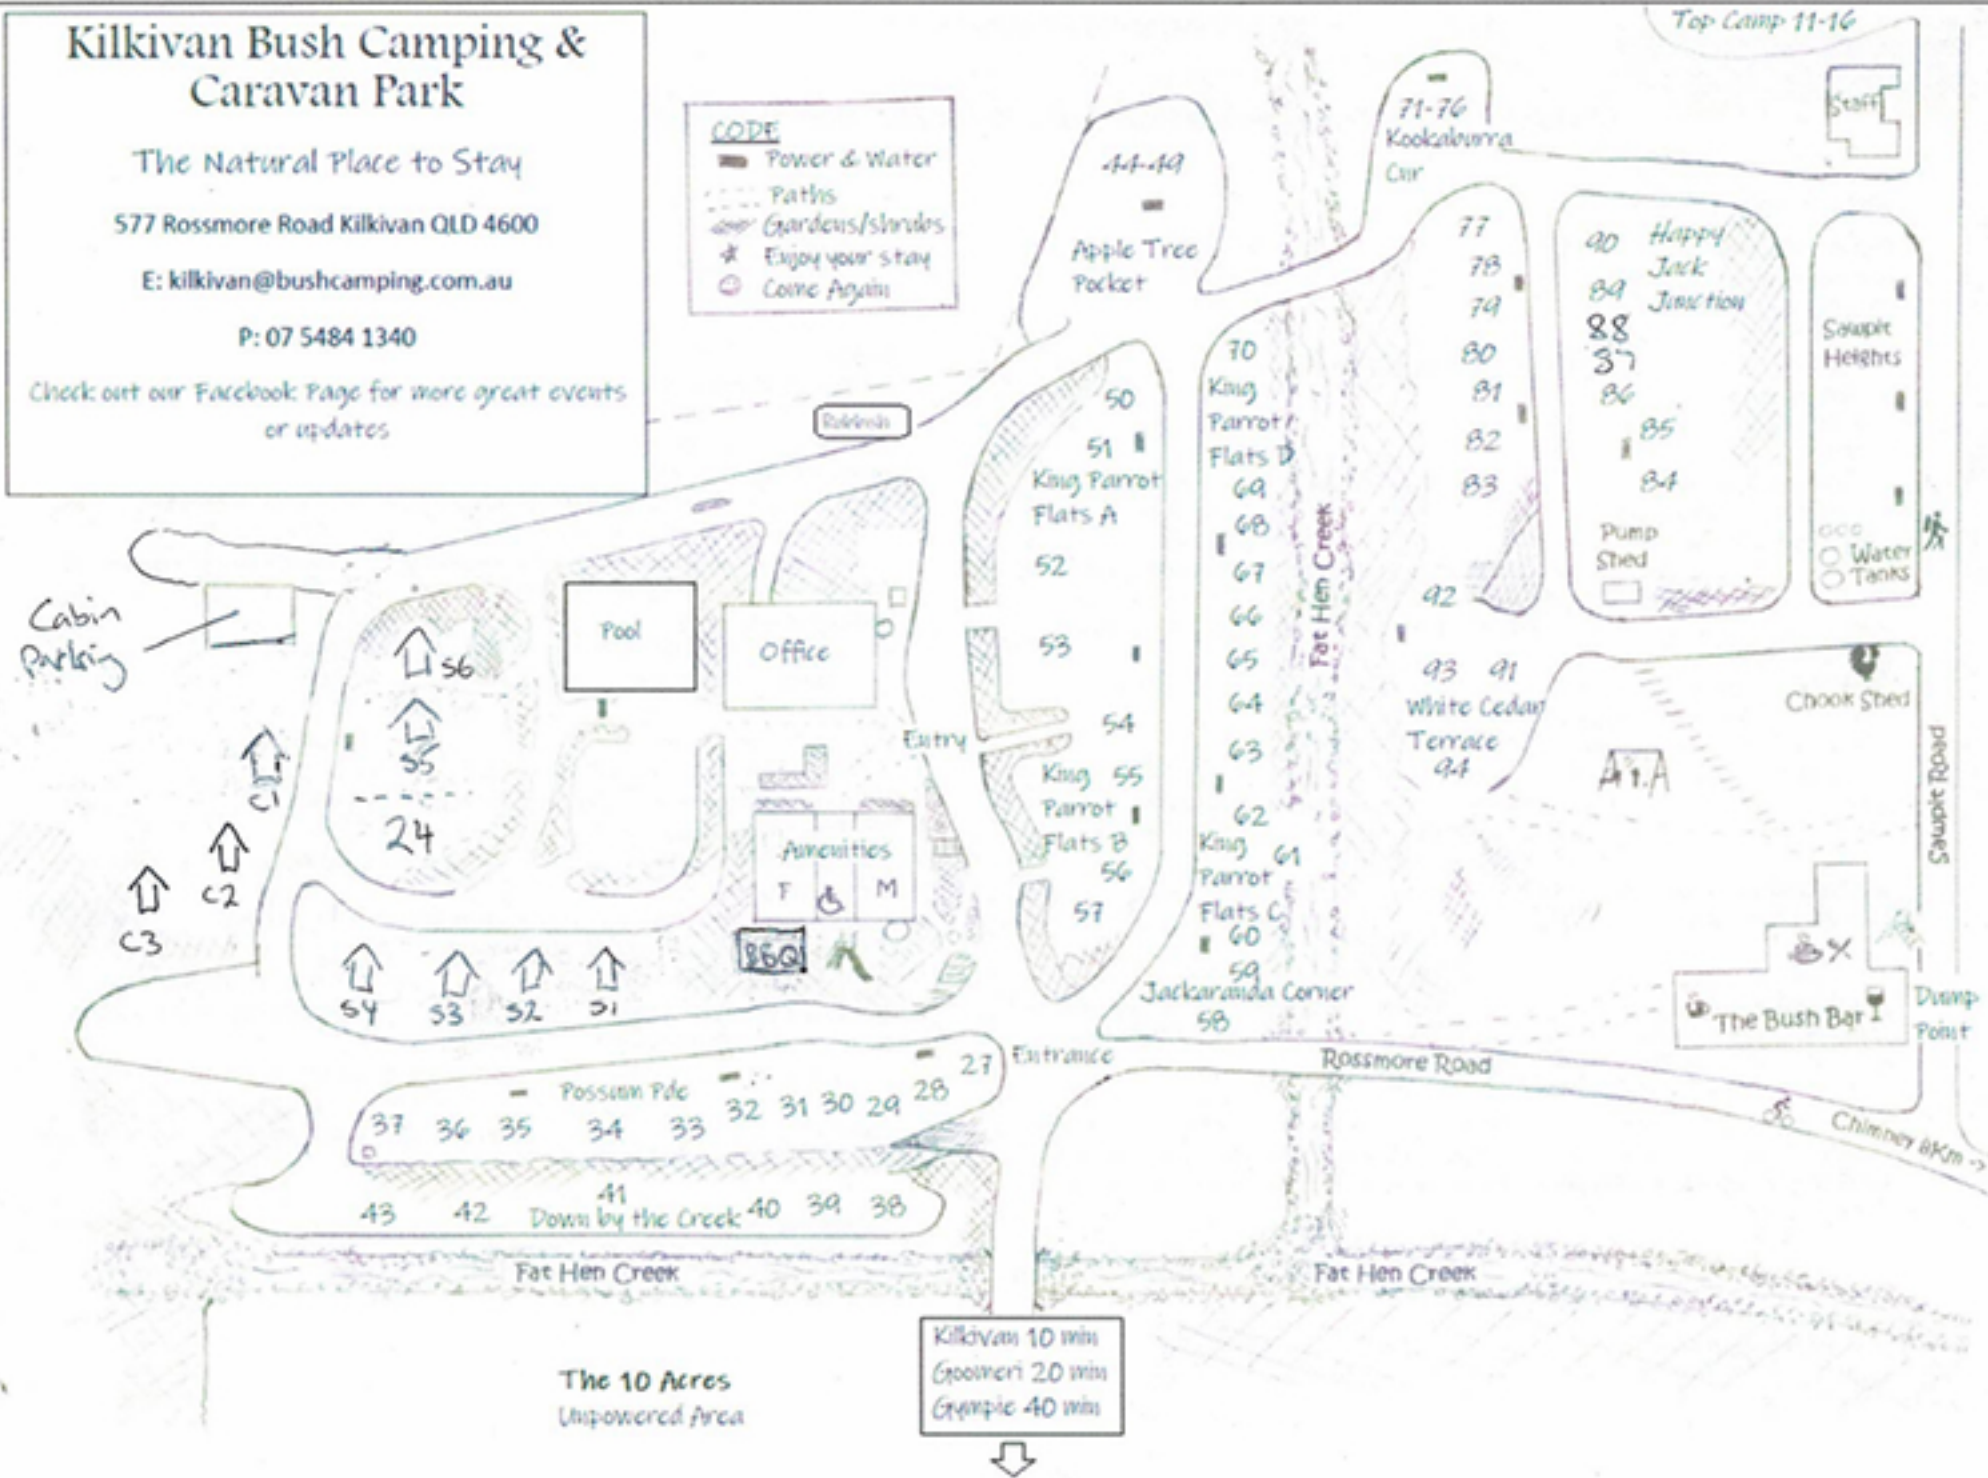 Kilkivan Bush Camping &
Caravan Park
The Natural Place to Stay
577 Rossmore Road Kilkivan QLD 4600
E: kilkivan@bushcamping.com.au
P: 07 5484 1340
Check out our Facebook Page for more great events
or updates
CODE
Power & Water
Paths
Gardens/shrubs
Enjoy your stay
Come Again
Top Camp 11-16
Staff
71-76
Kookaburra
44-49
Apple Tree
Pocket
77
78
79
80
81
82
83
90
Happy
Jack
Junction
89
88
87
86
85
84
Pump
Shed
Sawpit
Heights
Water
Tanks
70
King
Parrot
Flats D
69
68
67
66
65
64
63
62
King
61
Parrot
Flats C
60
59
Jackaranda Corner
58
Fat Hen Creek
50
51
King Parrot
Flats A
52
53
54
King
55
Parrot
Flats B
56
57
92
93
91
White Cedar
Terrace
94
Chook Shed
Sawpit Road
The Bush Bar
Dump
Point
Cabin
Parking
Pool
Office
Entry
S6
S5
24
C1
C2
C3
Amenities
F
M
BBQ
S4
S3
S2
S1
Entrance
Rossmore Road
Chimney 8Km ->
Possum Pde
27
28
29
30
31
32
33
34
35
36
37
43
42
41
Down by the Creek
40
39
38
Fat Hen Creek
Fat Hen Creek
The 10 Acres
Unpowered Area
Kilkivan 10 min
Goomeri 20 min
Gympie 40 min